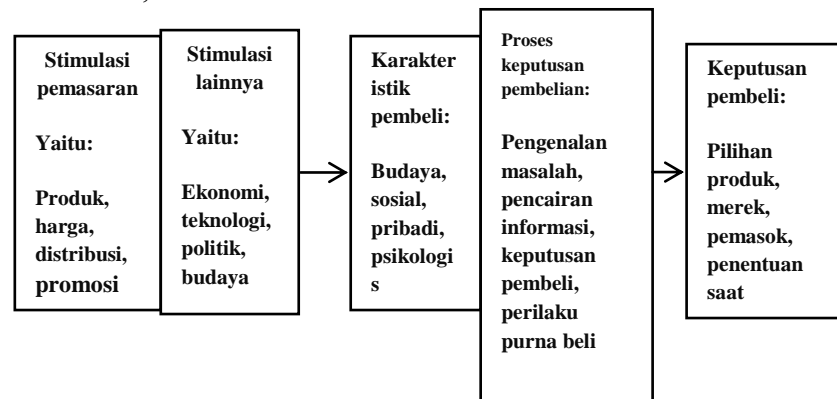 Stimulasi
pemasaran
Yaitu:
Produk,
harga,
distribusi,
promosi
Stimulasi
lainnya
Yaitu:
Ekonomi,
teknologi,
politik,
budaya
Karakter
istik
pembeli:
Budaya,
sosial,
pribadi,
psikologi
s
Proses
keputusan
pembelian:
Pengenalan
masalah,
pencairan
informasi,
keputusan
pembeli,
perilaku
purna beli
Keputusan
pembeli:
Pilihan
produk,
merek,
pemasok,
penentuan
saat